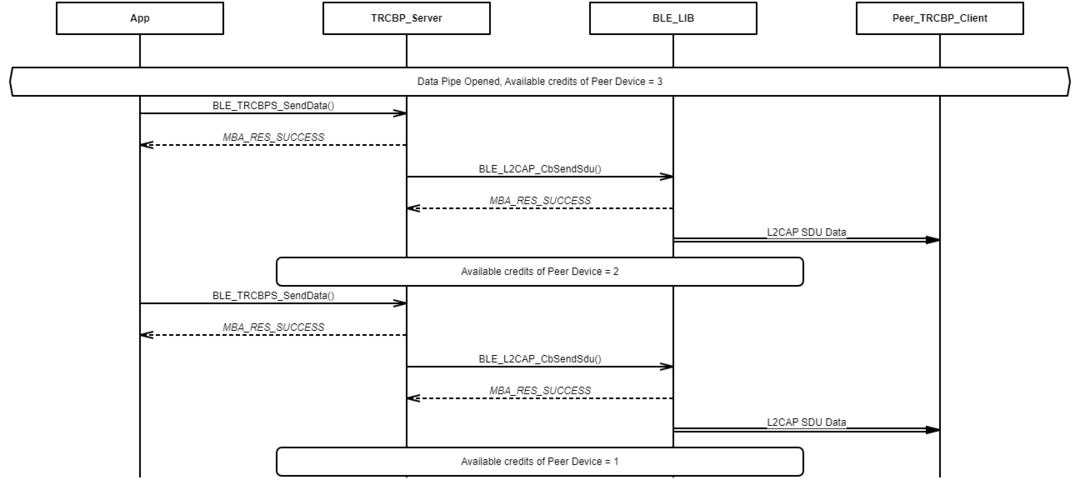 App
TRCBP_Server
BLE_LIB
Peer_TRCBP_Client
Data Pipe Opened, Available credits of Peer Device = 3
BLE_TRCBPS_SendData()
MBA_RES_SUCCESS
BLE_L2CAP_CbSendSdu()
MBA_RES_SUCCESS
L2CAP SDU Data
Available credits of Peer Device = 2
BLE_TRCBPS_SendData()
MBA_RES_SUCCESS
BLE_L2CAP_CbSendSdu()
MBA_RES_SUCCESS
L2CAP SDU Data
Available credits of Peer Device = 1